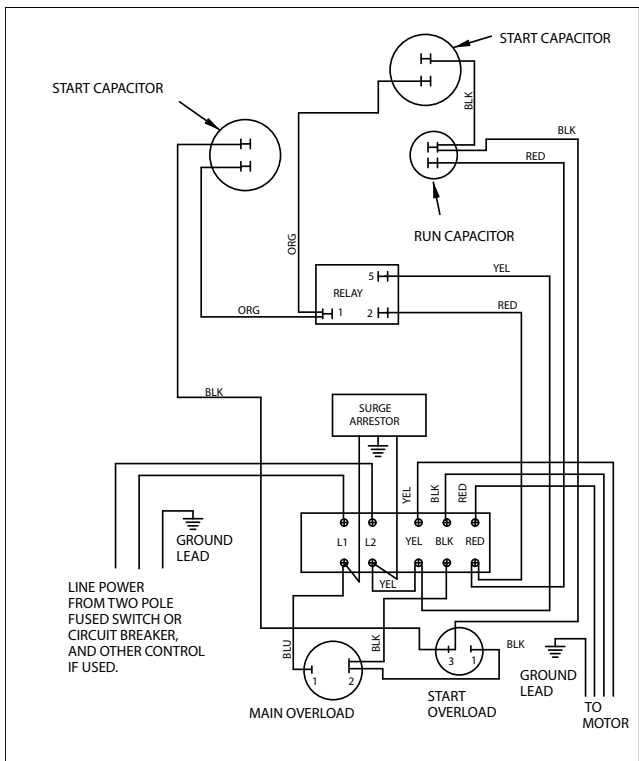 START CAPACITOR
START CAPACITOR
BLK
BLK
RED
RUN CAPACITOR
ORG
YEL
5
RELAY
1
2
RED
ORG
BLK
SURGE
ARRESTOR
YEL
BLK
RED
GROUND
LEAD
L1
L2
YEL
BLK
RED
YEL
LINE POWER
FROM TWO POLE
FUSED SWITCH OR
CIRCUIT BREAKER,
AND OTHER CONTROL
IF USED.
BLU
BLK
1
2
3
1
BLK
MAIN OVERLOAD
START
OVERLOAD
GROUND
LEAD
TO
MOTOR